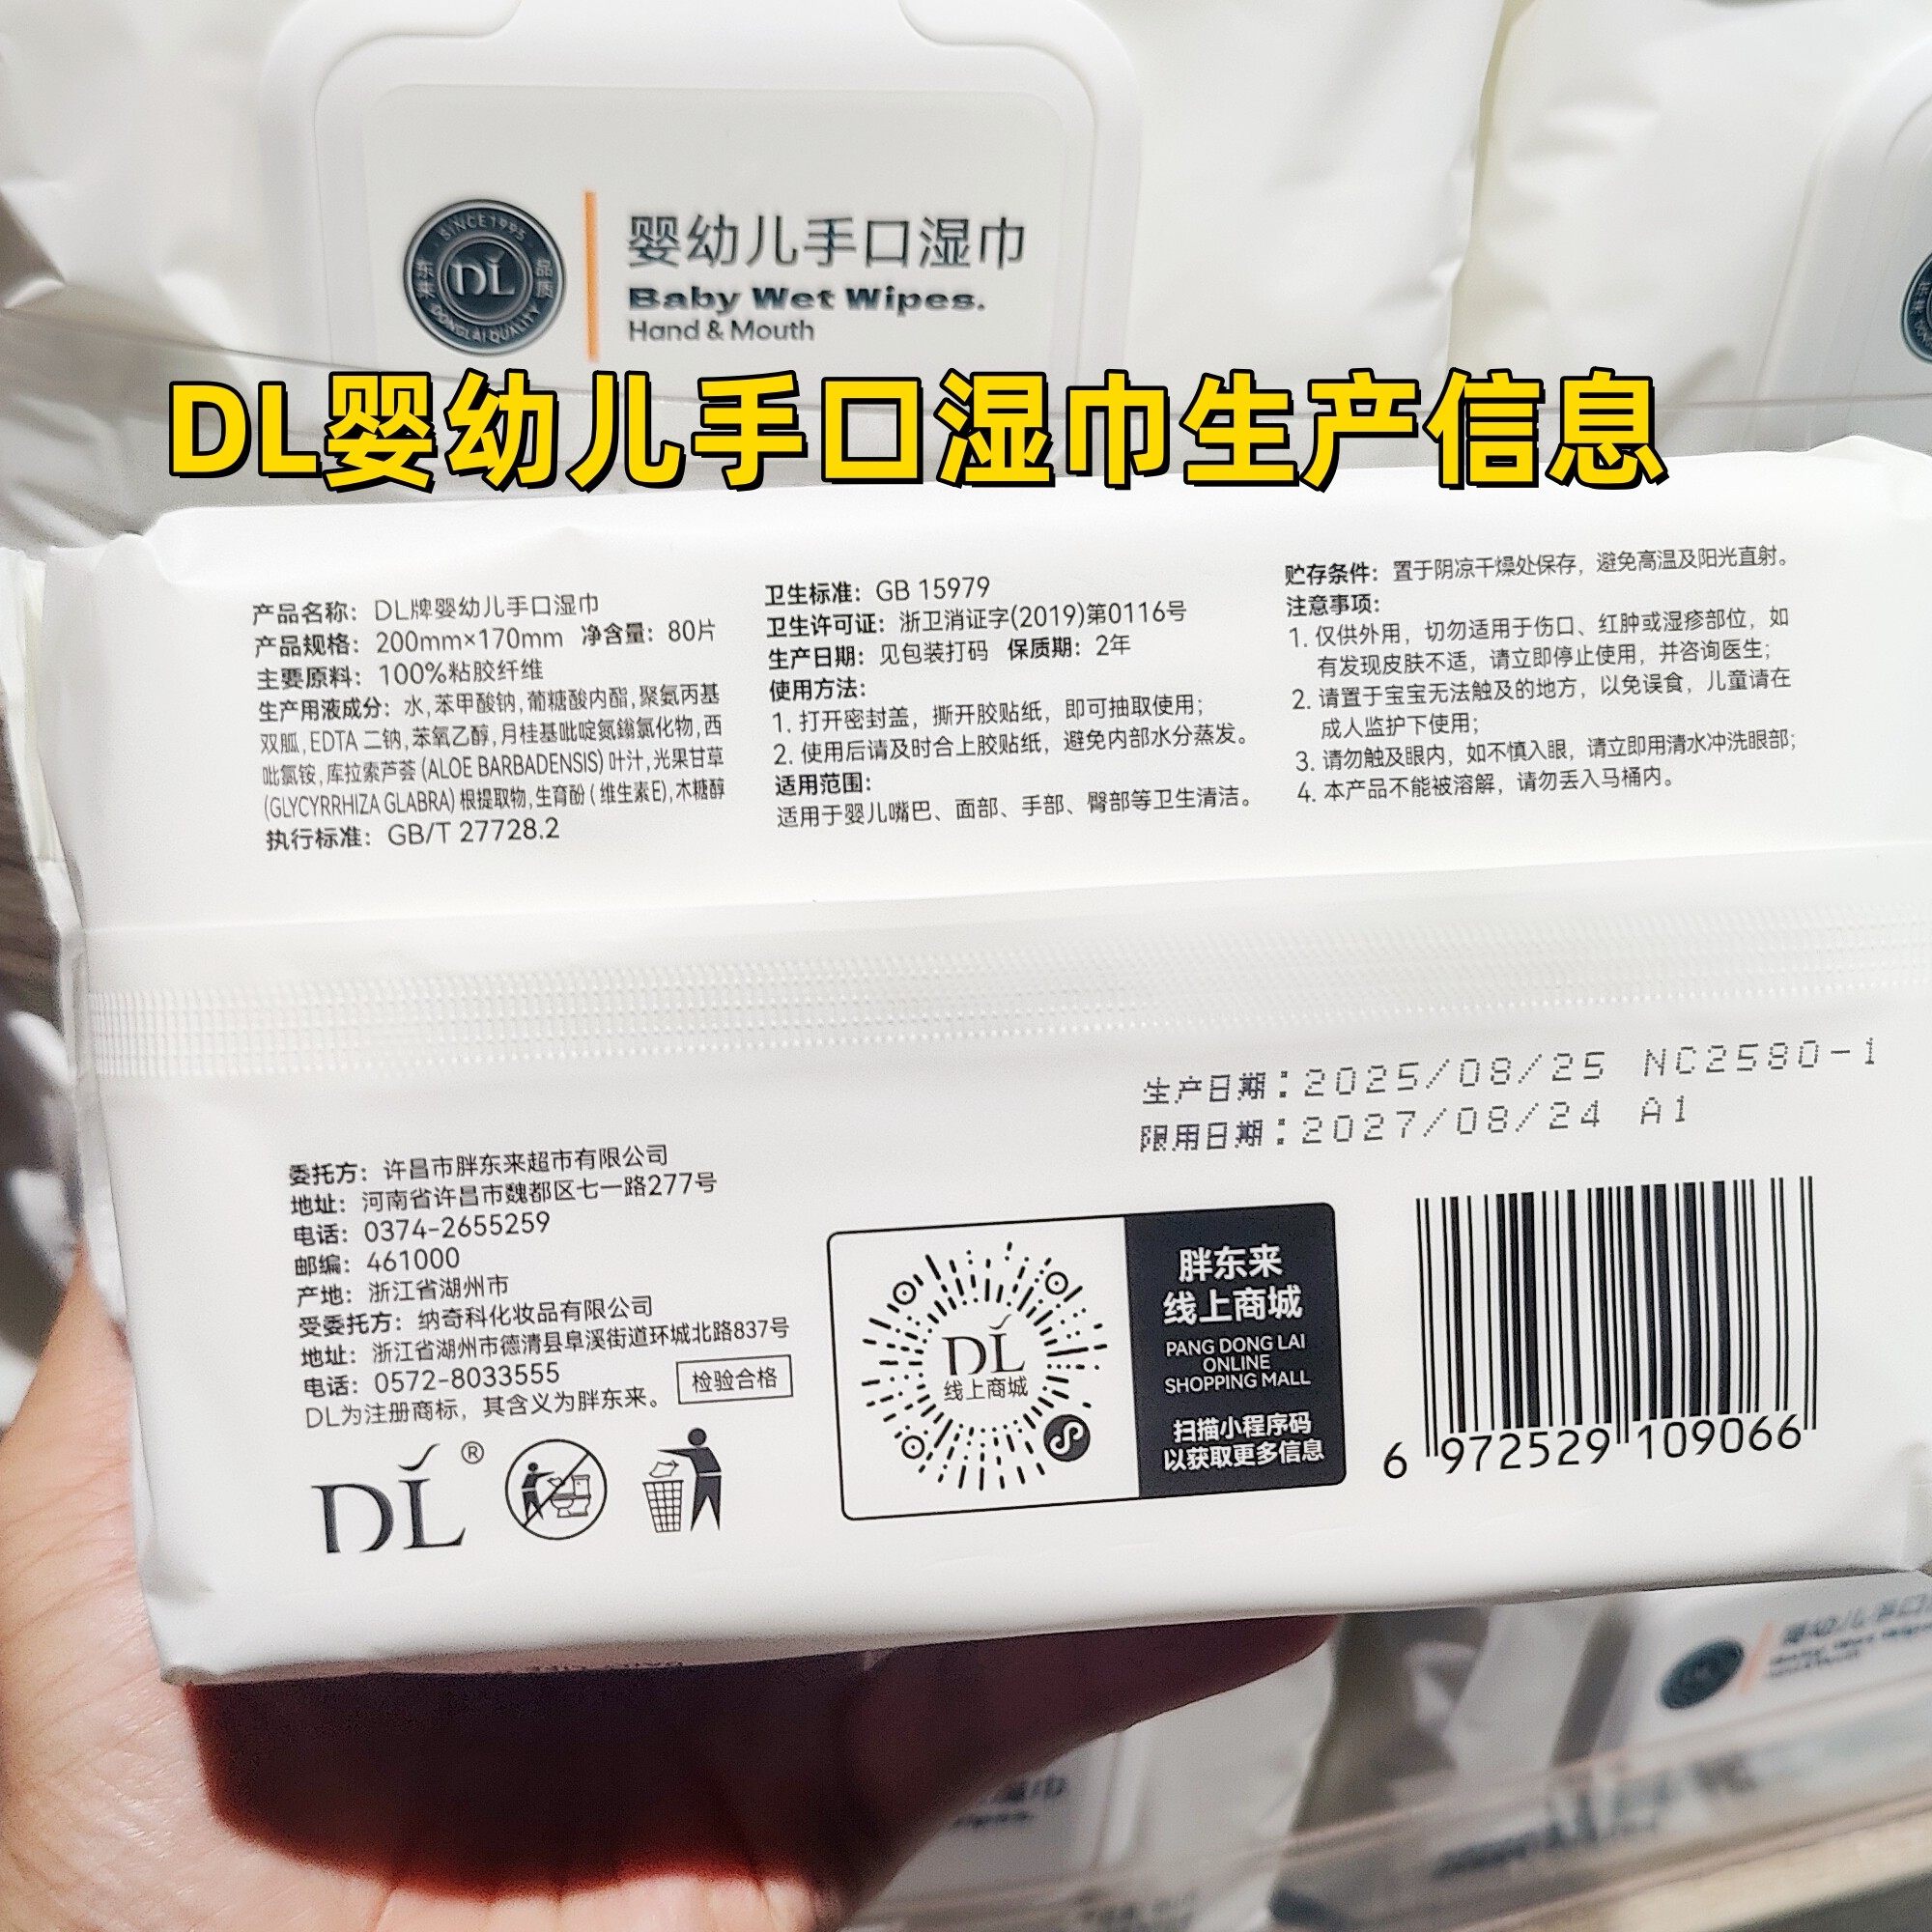 SINCE 1995
东来
DL
品质
DONGLAI QUALITY
婴幼儿手口湿巾
Baby Wet Wipes.
Hand & Mouth
DL婴幼儿手口湿巾生产信息
产品名称：DL牌婴幼儿手口湿巾
产品规格：200mm×170mm 净含量：80片
主要原料：100%粘胶纤维
生产用液成分：水,苯甲酸钠,葡糖酸内酯,聚氨丙基
双胍,EDTA 二钠,苯氧乙醇,月桂基吡啶氮鎓氯化物,西
吡氯铵,库拉索芦荟(ALOE BARBADENSIS)叶汁,光果甘草
(GLYCYRRHIZA GLABRA)根提取物,生育酚(维生素E),木糖醇
执行标准：GB/T 27728.2
卫生标准：GB 15979
卫生许可证：浙卫消证字(2019)第0116号
生产日期：见包装打码 保质期：2年
使用方法：
1. 打开密封盖，撕开胶贴纸，即可抽取使用；
2. 使用后请及时合上胶贴纸，避免内部水分蒸发。
适用范围：
适用于婴儿嘴巴、面部、手部、臀部等卫生清洁。
贮存条件：置于阴凉干燥处保存，避免高温及阳光直射。
注意事项：
1. 仅供外用，切勿适用于伤口、红肿或湿疹部位，如
有发现皮肤不适，请立即停止使用，并咨询医生；
2. 请置于宝宝无法触及的地方，以免误食，儿童请在
成人监护下使用；
3. 请勿触及眼内，如不慎入眼，请立即用清水冲洗眼部；
4. 本产品不能被溶解，请勿丢入马桶内。
生产日期：2025/08/25 NC2580-1
限用日期：2027/08/24 A1
委托方：许昌市胖东来超市有限公司
地址：河南省许昌市魏都区七一路277号
电话：0374-2655259
邮编：461000
产地：浙江省湖州市
受委托方：纳奇科化妆品有限公司
地址：浙江省湖州市德清县阜溪街道环城北路837号
电话：0572-8033555
检验合格
DL为注册商标，其含义为胖东来。
DL®
DL
线上商城
胖东来
线上商城
PANG DONG LAI
ONLINE
SHOPPING MALL
扫描小程序码
以获取更多信息
6 972529 109066